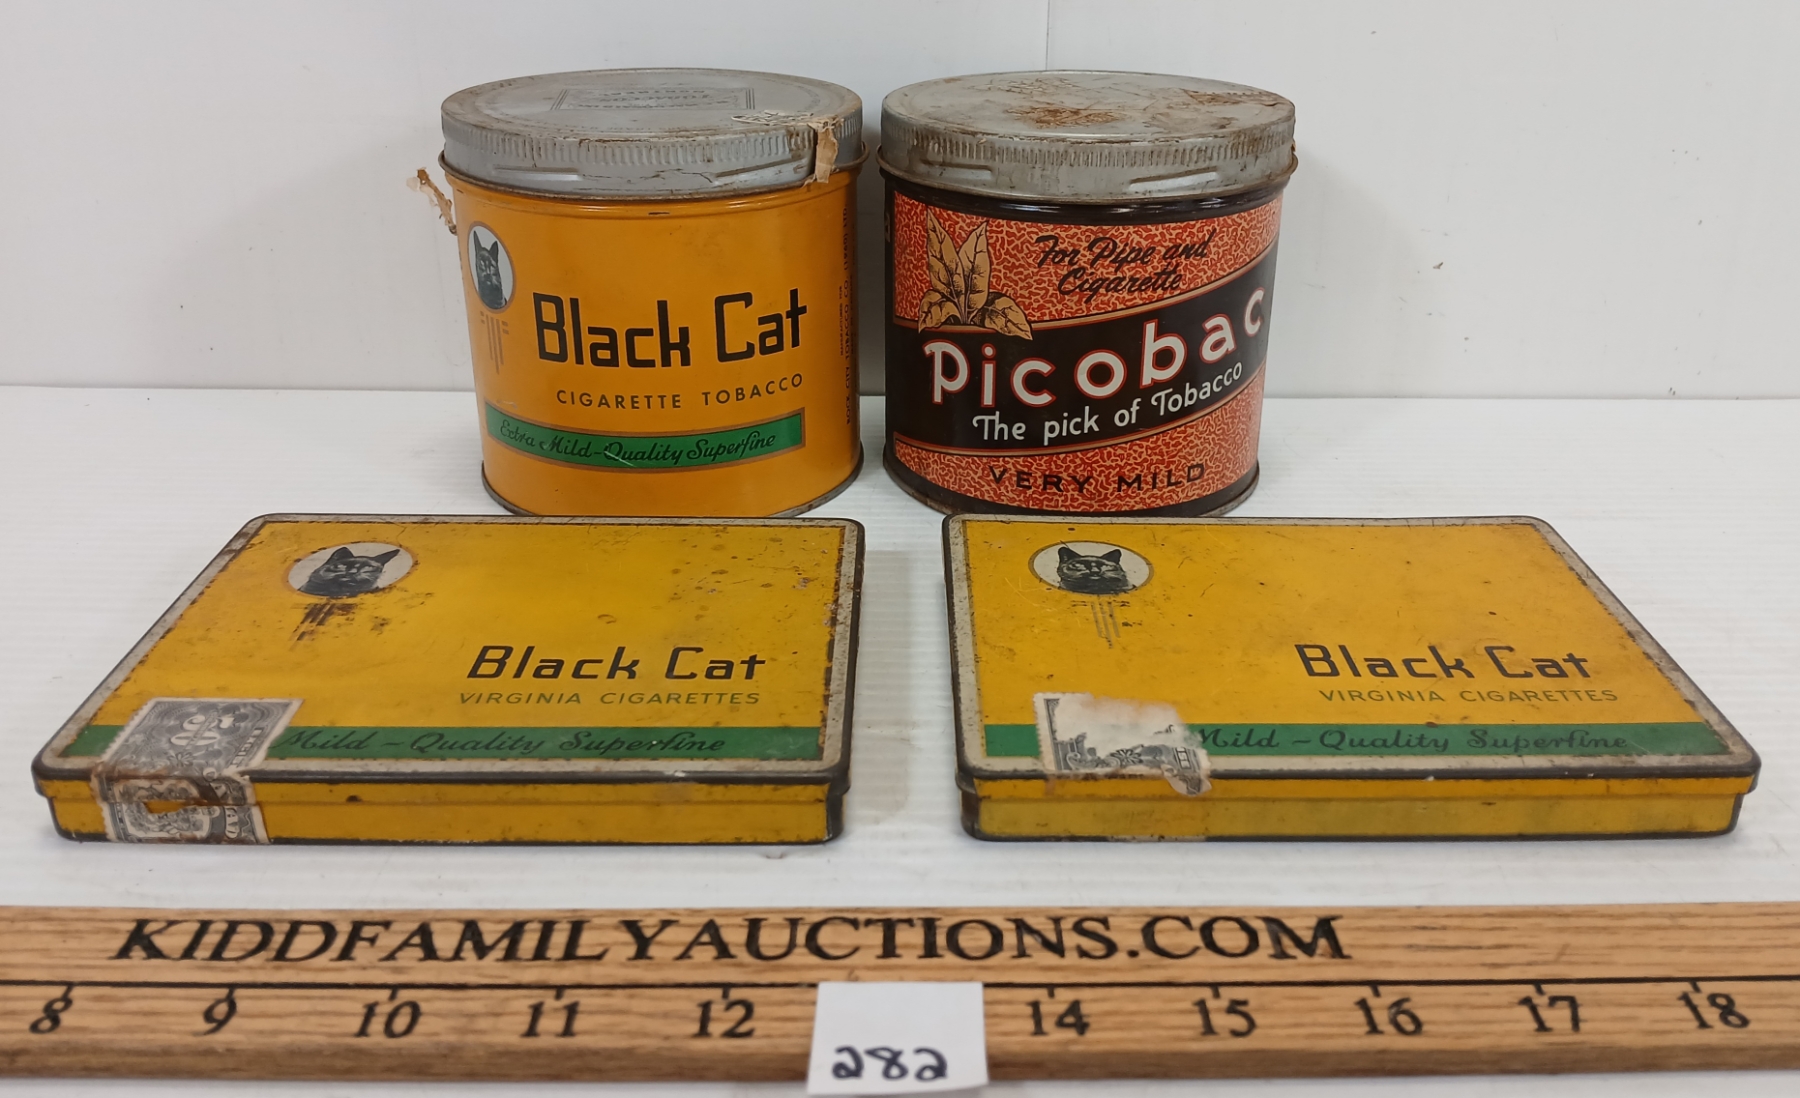 Black Cat
CIGARETTE TOBACCO
Extra Mild-Quality Superfine
For Pipe and
Cigarette
Picobac
The pick of Tobacco
VERY MILD
Black Cat
VIRGINIA CIGARETTES
Mild - Quality Superfine
50
Black Cat
VIRGINIA CIGARETTES
Mild - Quality Superfine
KIDDFAMILYAUCTIONS.COM
8 9 10 11 12 14 15 16 17 18
282